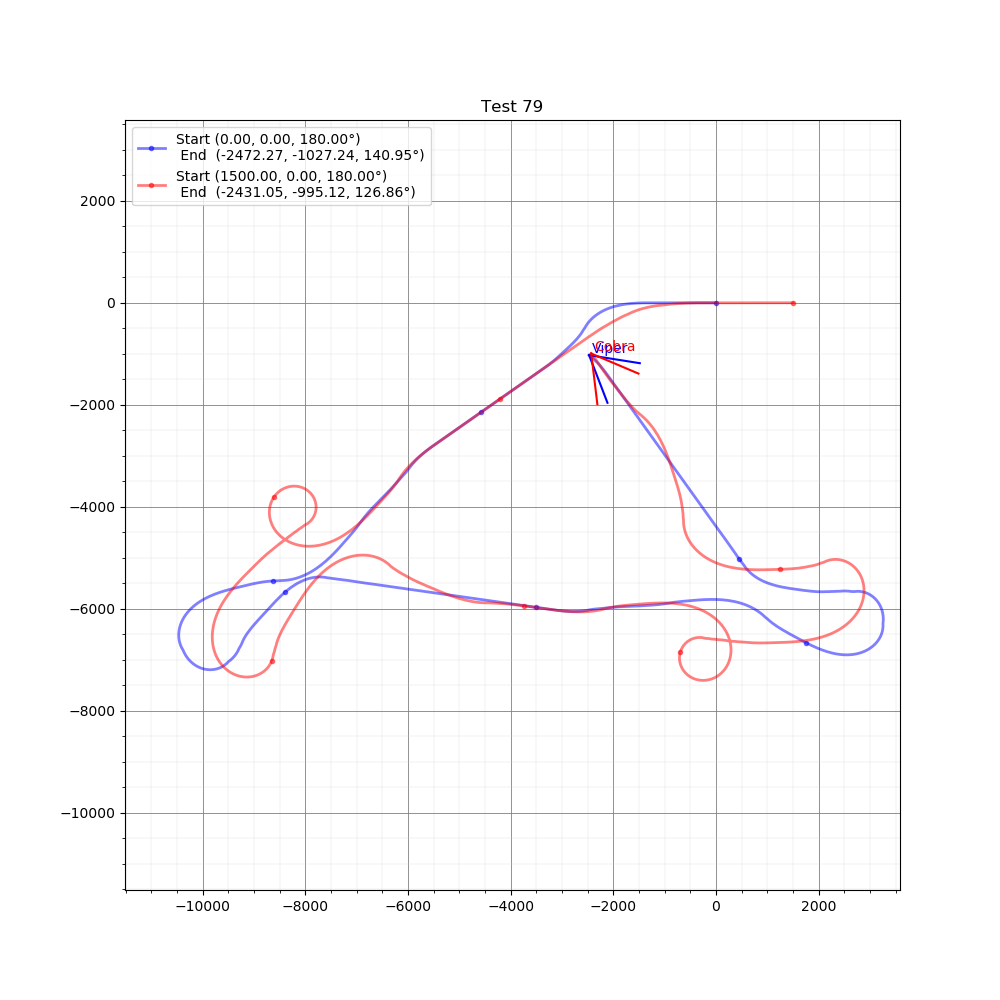 Test 79
Start (0.00, 0.00, 180.00°)
End (-2472.27, -1027.24, 140.95°)
Start (1500.00, 0.00, 180.00°)
End (-2431.05, -995.12, 126.86°)
2000
0
−2000
−4000
−6000
−8000
−10000
Viper
Cobra
−10000 −8000 −6000 −4000 −2000 0 2000